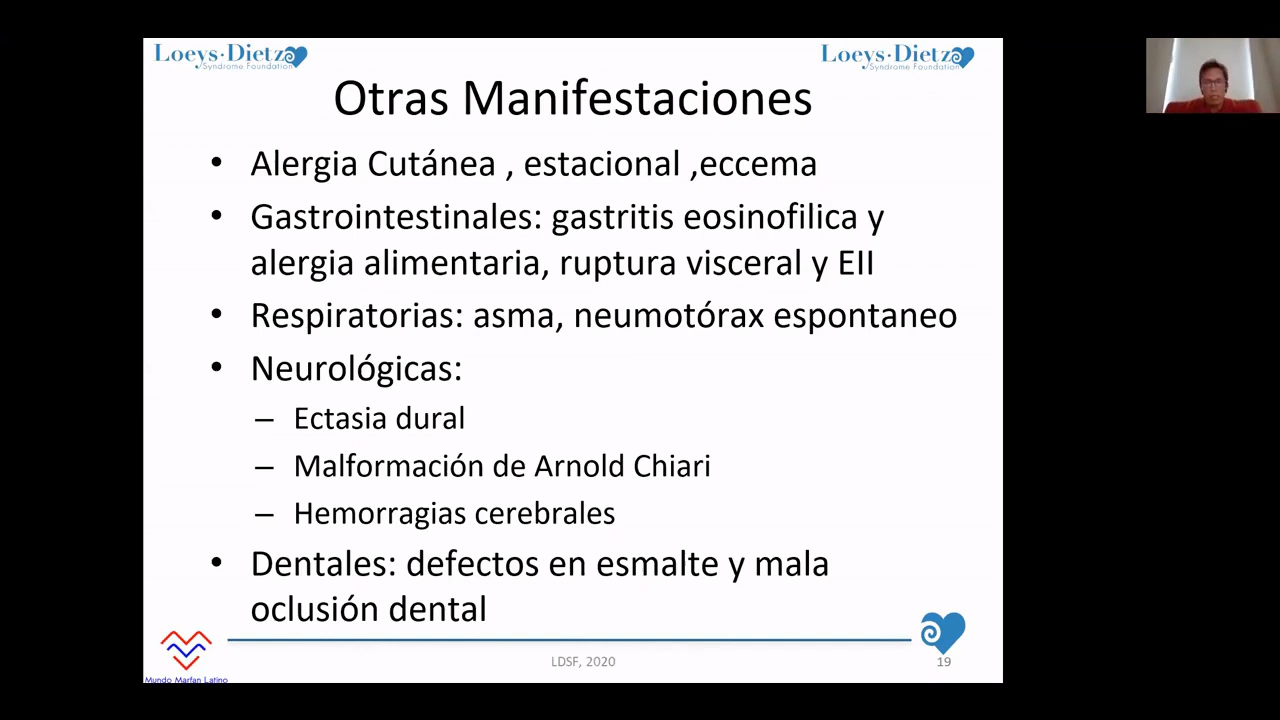 Loeys·Dietz
Syndrome Foundation
Loeys·Dietz
Syndrome Foundation
Otras Manifestaciones
• Alergia Cutánea , estacional ,eccema
• Gastrointestinales: gastritis eosinofilica y
alergia alimentaria, ruptura visceral y EII
• Respiratorias: asma, neumotórax espontaneo
• Neurológicas:
– Ectasia dural
– Malformación de Arnold Chiari
– Hemorragias cerebrales
• Dentales: defectos en esmalte y mala
oclusión dental
Mundo Marfan Latino
LDSF, 2020
19